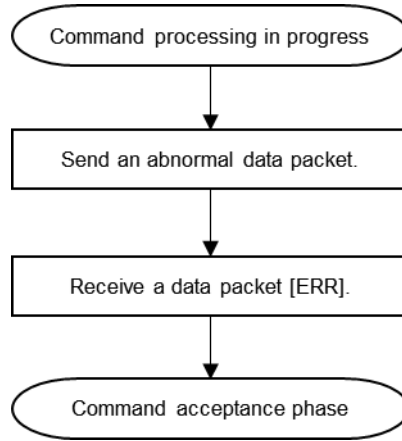 Command processing in progress
Send an abnormal data packet.
Receive a data packet [ERR].
Command acceptance phase